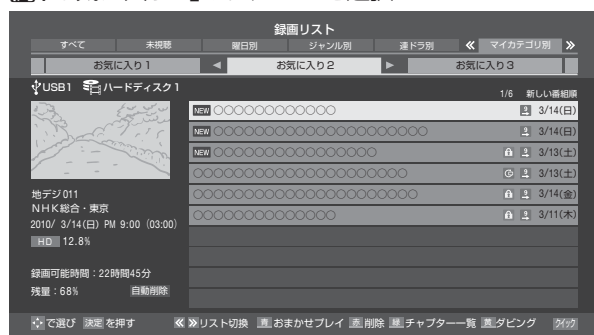 録画リスト
すべて 未視聴 曜日別 ジャンル別 連ドラ別 マイカテゴリ別
お気に入り1 お気に入り2 お気に入り3
USB1 ハードディスク1
1/6 新しい番組順
NEW ○○○○○○○○○○○○ 3/14(日)
NEW ○○○○○○○○○○○○○○○○○○○○○ 3/14(日)
NEW ○○○○○○○○○○○○○○○○ 3/13(土)
○○○○○○○○○○○○○○○○○○○○○ 3/13(土)
○○○○○○○○○○○○○○○○○○○○○○ 3/14(金)
○○○○○○○○○○○○○○ 3/11(木)
地デジ011
NHK総合・東京
2010/ 3/14(日) PM 9:00 (03:00)
HD 12.8%
録画可能時間:22時間45分
残量:68% 自動削除
で選び 決定 を押す リスト切換 青 おまかせプレイ 赤 削除 緑 チャプター一覧 黄 ダビング クイック